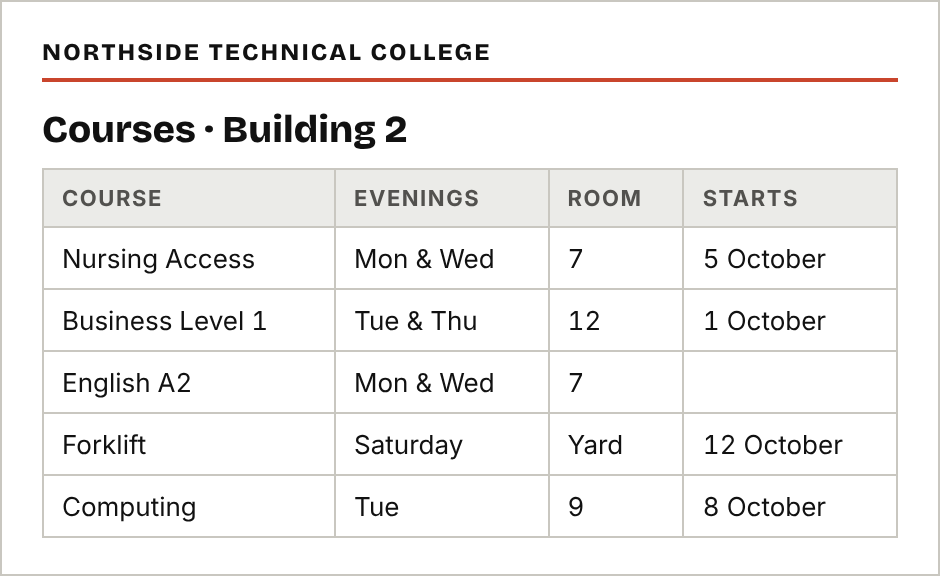 NORTHSIDE TECHNICAL COLLEGE
Courses · Building 2
COURSE EVENINGS ROOM STARTS
Nursing Access Mon & Wed 7 5 October
Business Level 1 Tue & Thu 12 1 October
English A2 Mon & Wed 7
Forklift Saturday Yard 12 October
Computing Tue 9 8 October